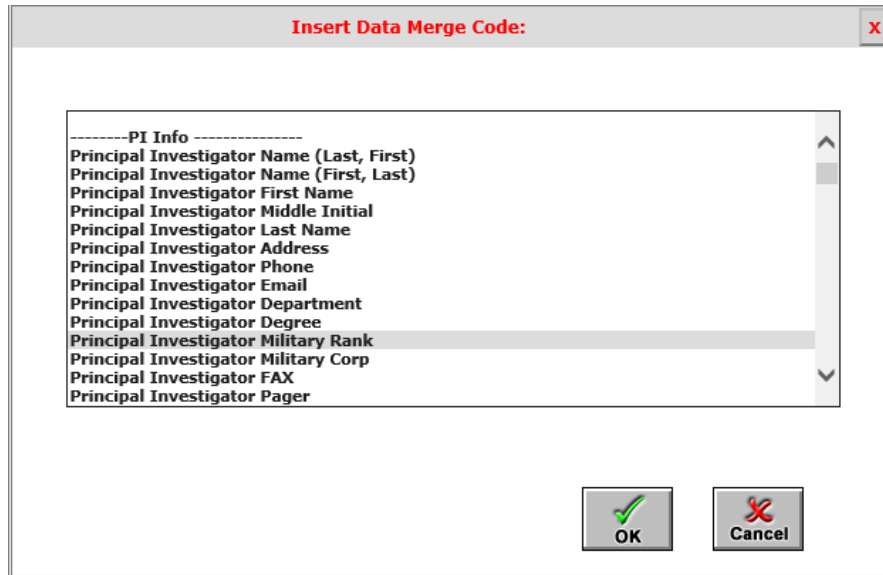 Insert Data Merge Code:
x
--------PI Info ---------------
Principal Investigator Name (Last, First)
Principal Investigator Name (First, Last)
Principal Investigator First Name
Principal Investigator Middle Initial
Principal Investigator Last Name
Principal Investigator Address
Principal Investigator Phone
Principal Investigator Email
Principal Investigator Department
Principal Investigator Degree
Principal Investigator Military Rank
Principal Investigator Military Corp
Principal Investigator FAX
Principal Investigator Pager
OK
Cancel